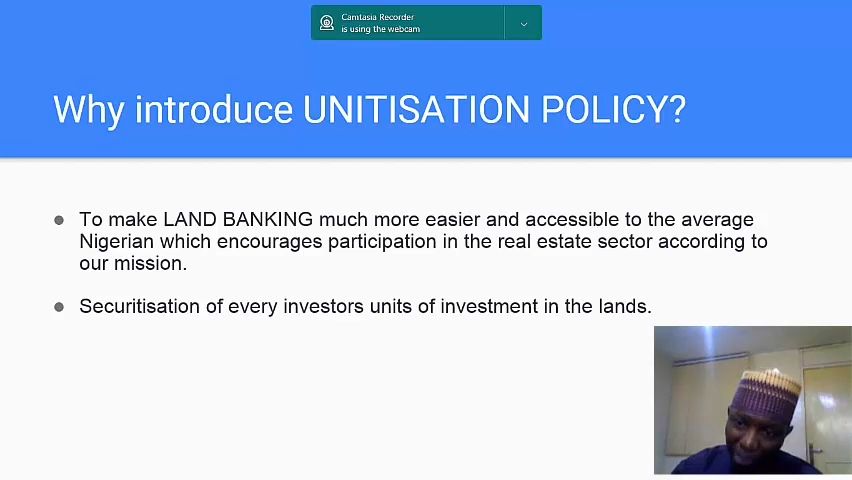 Camtasia Recorder
is using the webcam
Why introduce UNITISATION POLICY?
To make LAND BANKING much more easier and accessible to the average
Nigerian which encourages participation in the real estate sector according to
our mission.
Securitisation of every investors units of investment in the lands.